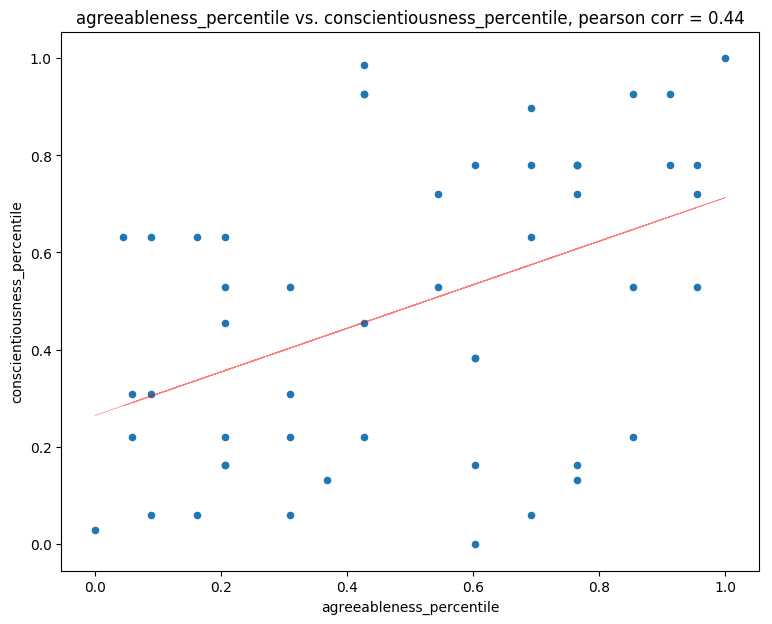 agreeableness_percentile vs. conscientiousness_percentile, pearson corr = 0.44
1.0
0.8
0.6
0.4
0.2
0.0
conscientiousness_percentile
0.0 0.2 0.4 0.6 0.8 1.0
agreeableness_percentile